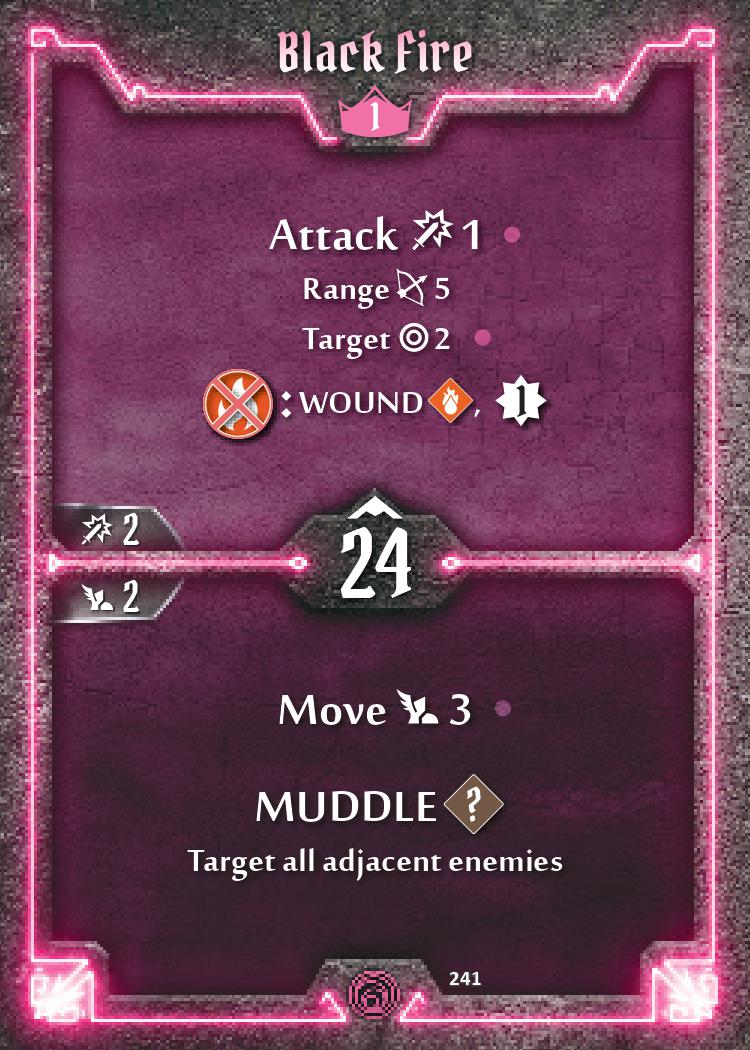 Black Fire
1
Attack 1
Range 5
Target 2
: WOUND , 1
2
24
2
Move 3
MUDDLE ?
Target all adjacent enemies
241